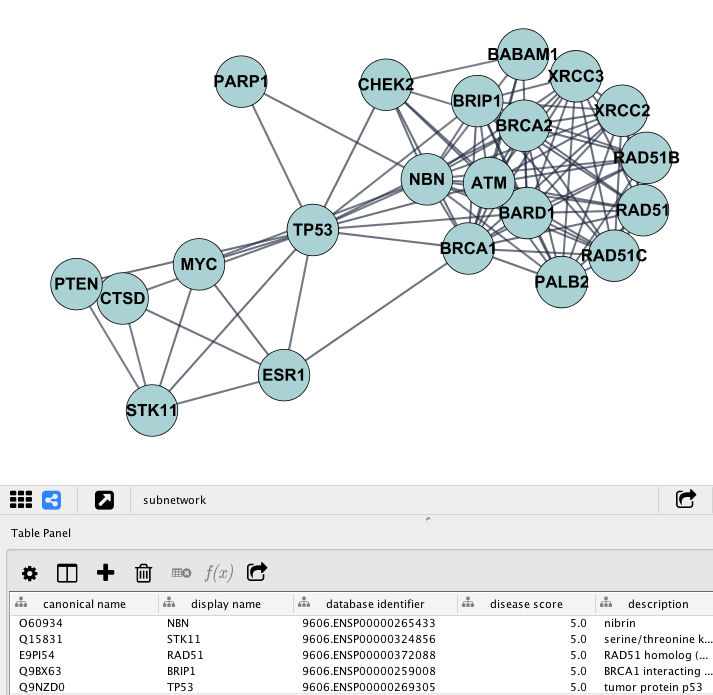 BABAM1
XRCC3
PARP1
CHEK2
BRIP1
XRCC2
BRCA2
RAD51B
NBN
ATM
RAD51
BARD1
TP53
BRCA1
RAD51C
MYC
PALB2
PTEN
CTSD
ESR1
STK11
subnetwork
Table Panel
f(x)
canonical name display name database identifier disease score description
O60934 NBN 9606.ENSP00000265433 5.0 nibrin
Q15831 STK11 9606.ENSP00000324856 5.0 serine/threonine k...
E9PI54 RAD51 9606.ENSP00000372088 5.0 RAD51 homolog (...
Q9BX63 BRIP1 9606.ENSP00000259008 5.0 BRCA1 interacting ...
Q9NZD0 TP53 9606.ENSP00000269305 5.0 tumor protein p53